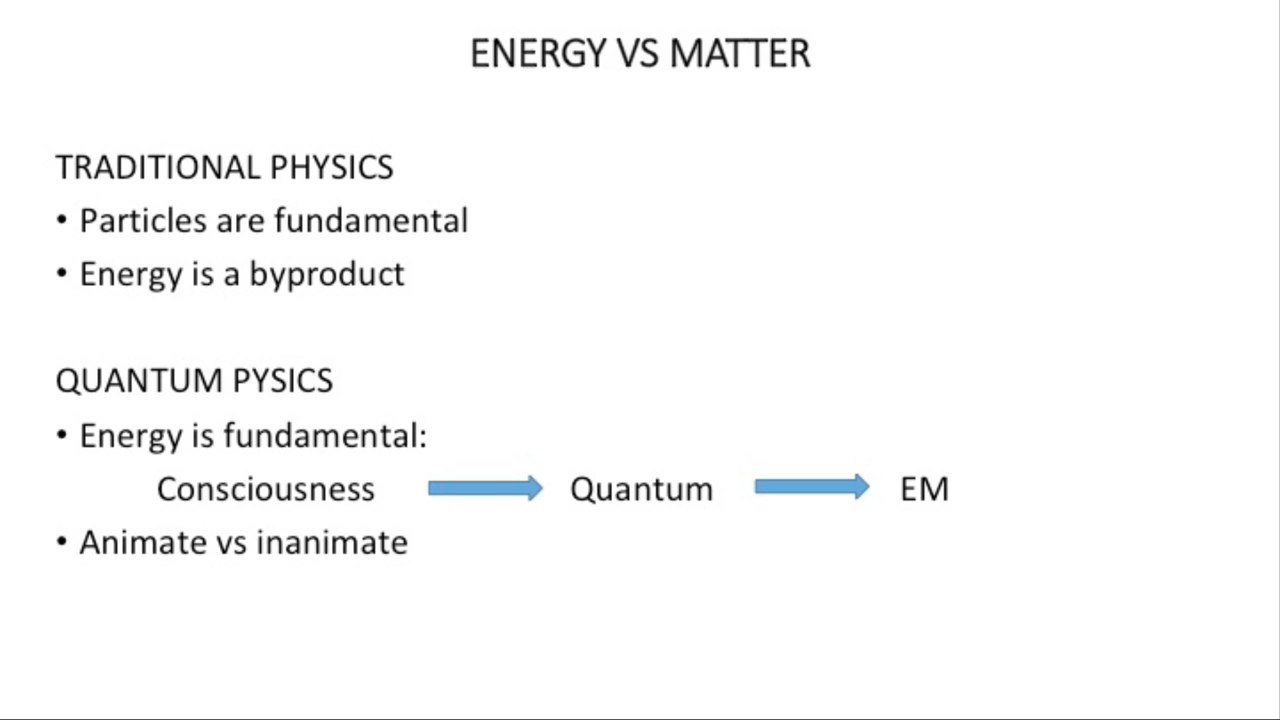 ENERGY VS MATTER
TRADITIONAL PHYSICS
• Particles are fundamental
• Energy is a byproduct
QUANTUM PYSICS
• Energy is fundamental:
Consciousness Quantum EM
• Animate vs inanimate